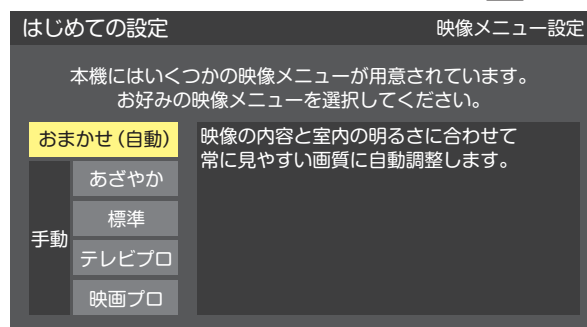 はじめての設定
映像メニュー設定
本機にはいくつかの映像メニューが用意されています。
お好みの映像メニューを選択してください。
おまかせ（自動）
映像の内容と室内の明るさに合わせて
常に見やすい画質に自動調整します。
手動
あざやか
標準
テレビプロ
映画プロ